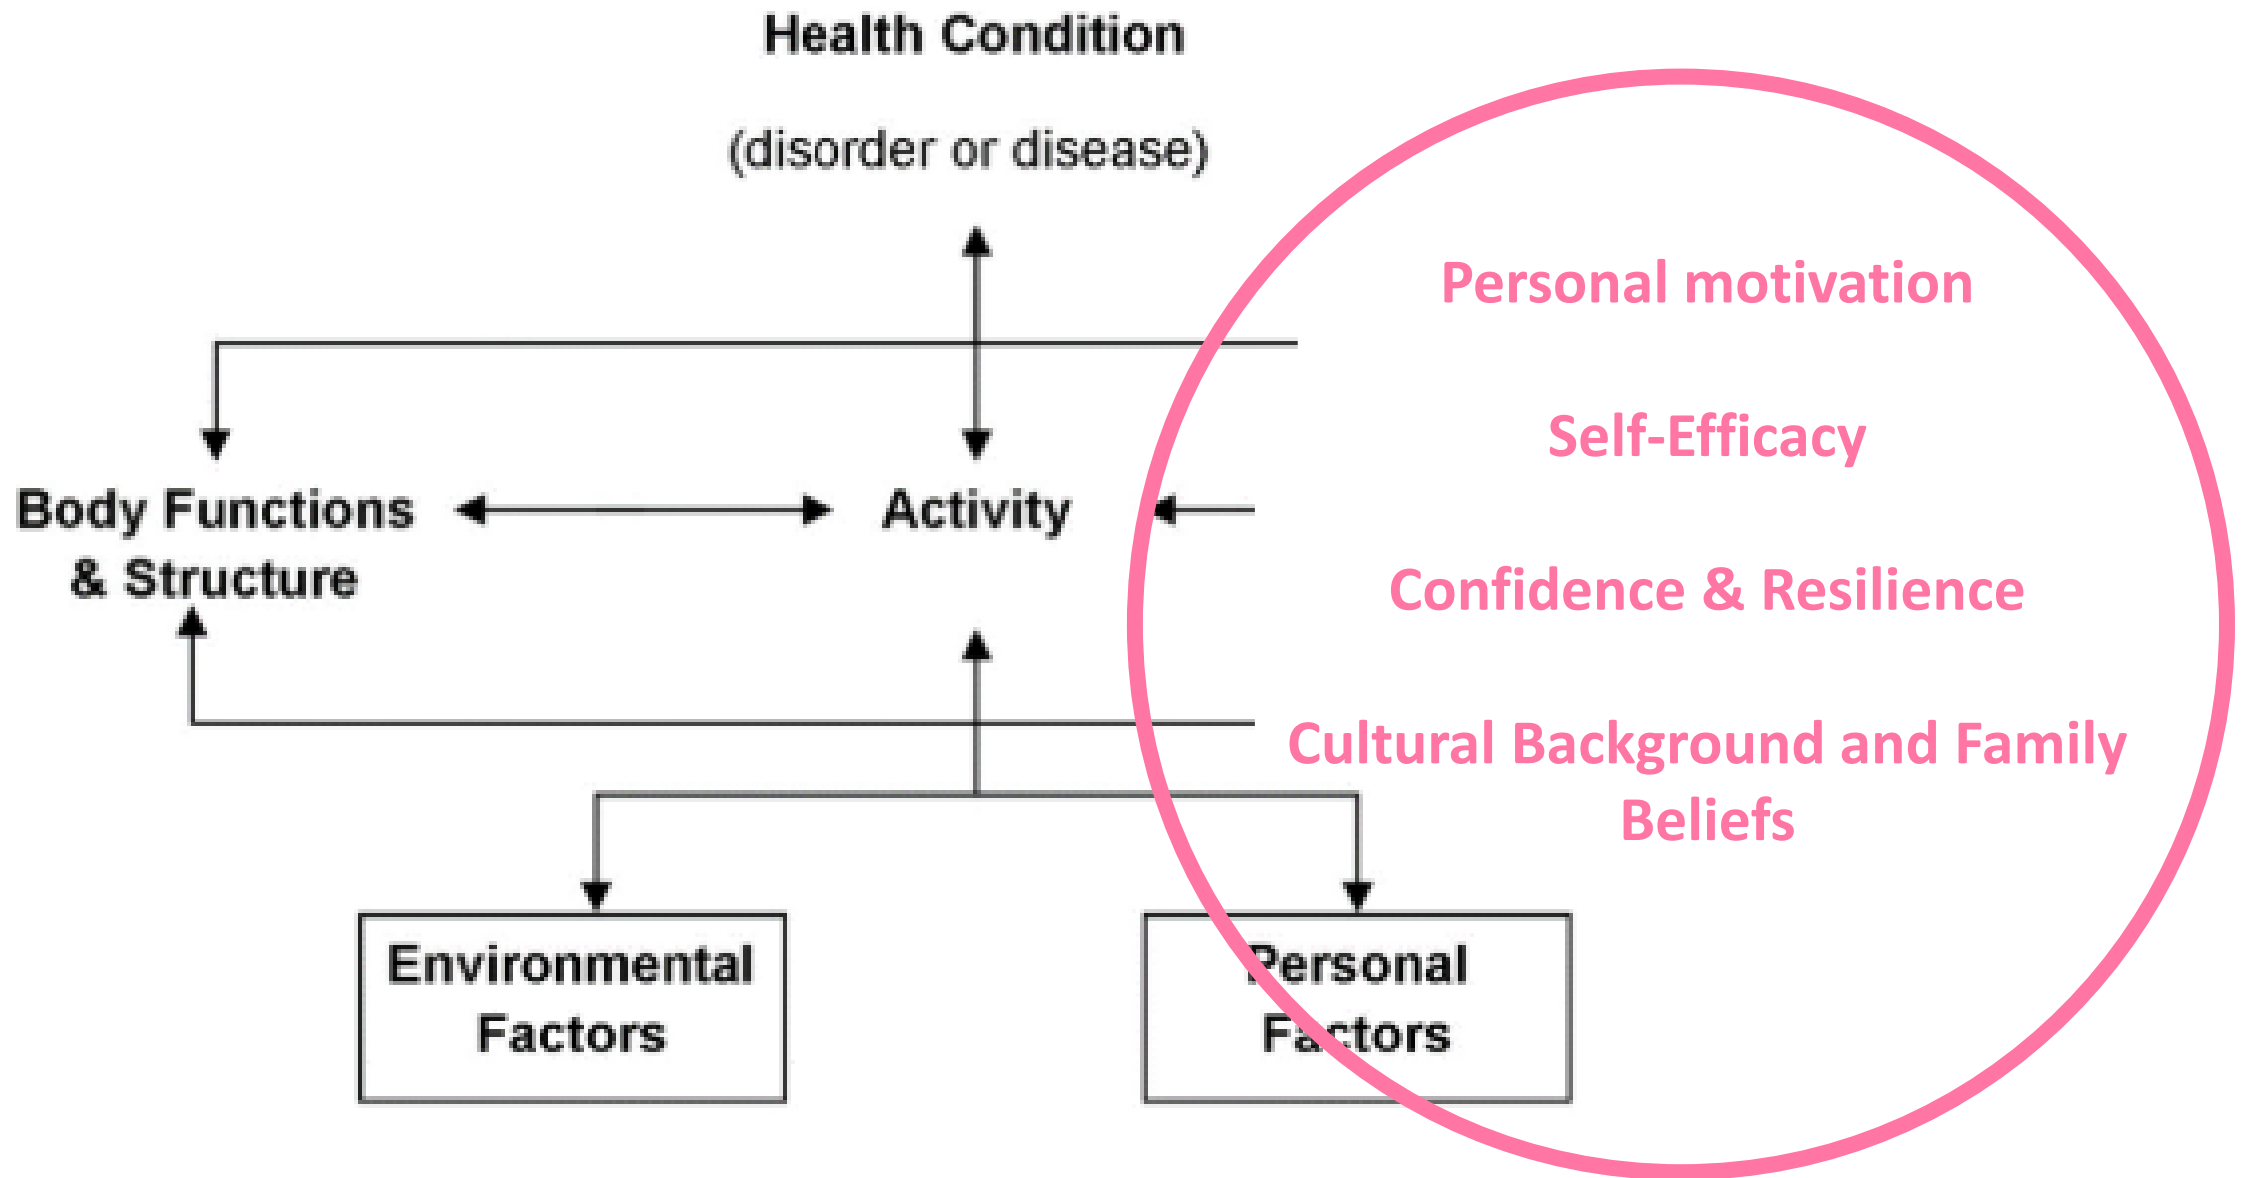 Health Condition
(disorder or disease)
Personal motivation
Self-Efficacy
Body Functions
& Structure
Activity
Confidence & Resilience
Cultural Background and Family
Beliefs
Environmental
Factors
Personal
Factors